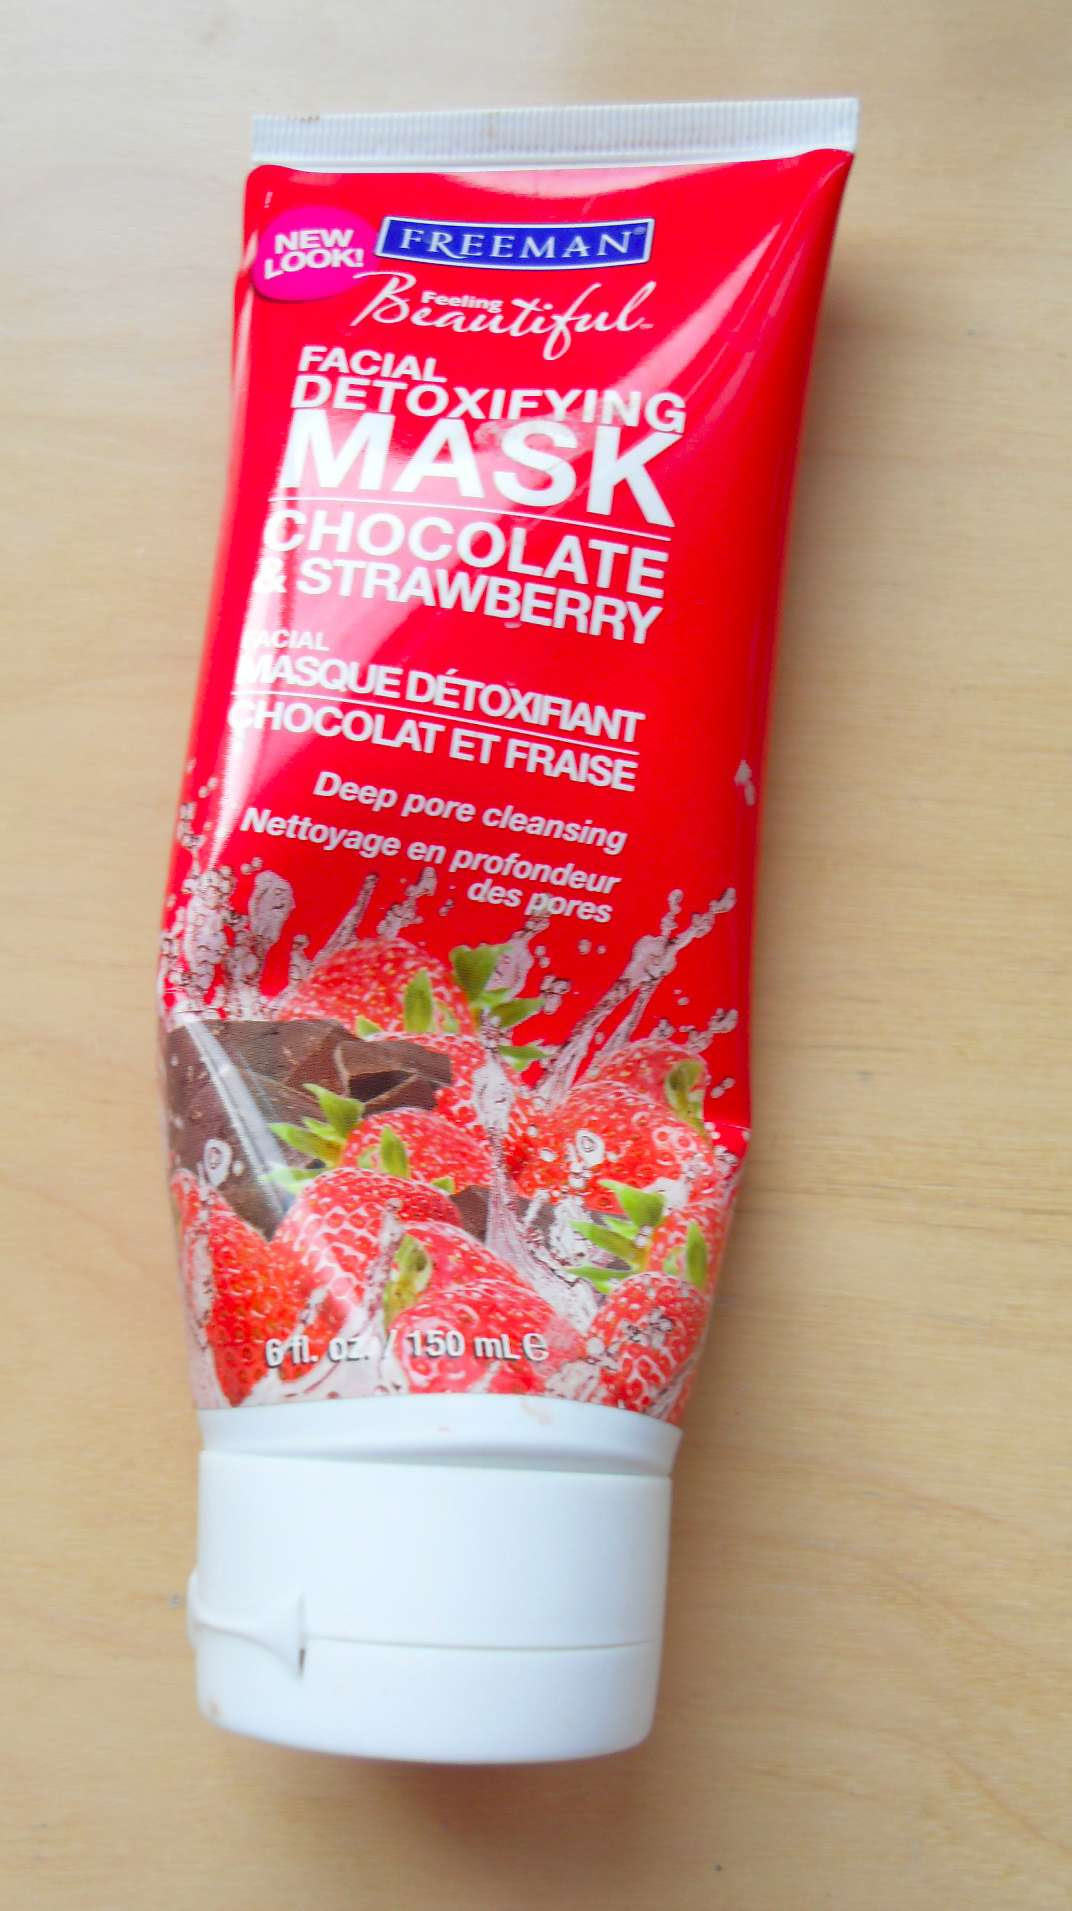 NEW
LOOK!
FREEMAN®
Feeling
Beautiful™
FACIAL
DETOXIFYING
MASK
CHOCOLATE
& STRAWBERRY
FACIAL
MASQUE DÉTOXIFIANT
CHOCOLAT ET FRAISE
Deep pore cleansing
Nettoyage en profondeur
des pores
6 fl. oz. / 150 mL ℮